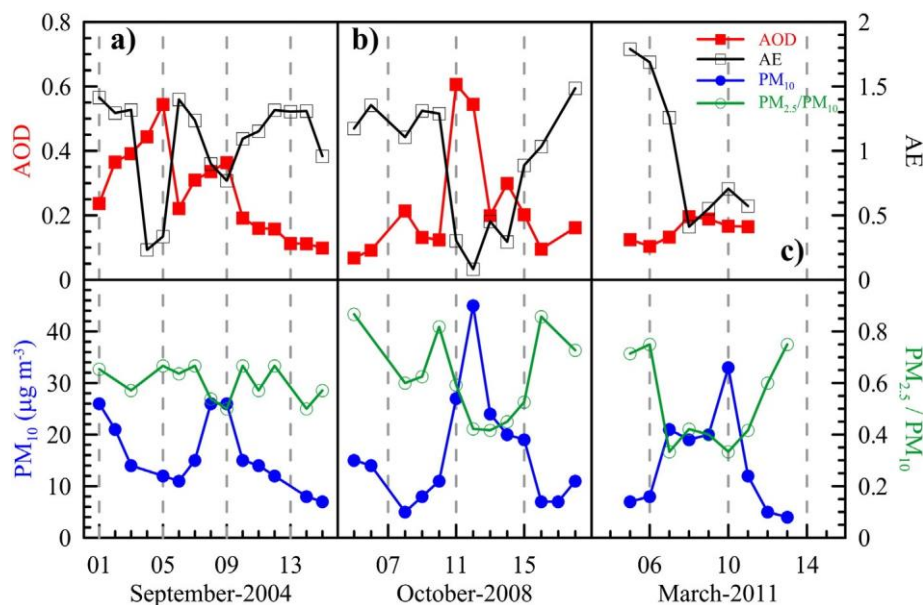 a)
b)
c)
AOD
AE
PM10
PM2.5/PM10
0.8
0.6
0.4
0.2
0
AOD
2
1.5
1
0.5
0
AE
40
30
20
10
0
PM10 (μg m-3)
0.8
0.6
0.4
0.2
0.0
PM2.5 / PM10
01 05 09 13 07 11 15 06 10 14
September-2004 October-2008 March-2011